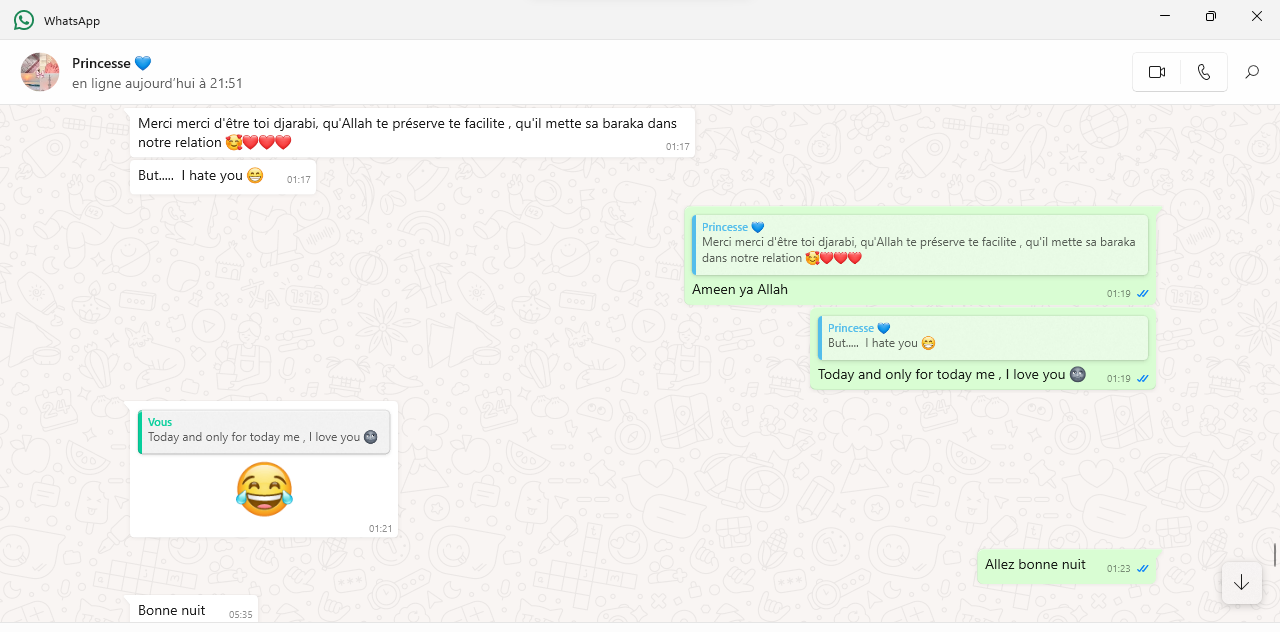 WhatsApp
Princesse 💙
en ligne aujourd’hui à 21:51
Merci merci d'être toi djarabi, qu'Allah te préserve te facilite , qu'il mette sa baraka dans
notre relation 🥰❤️❤️❤️
01:17
But..... I hate you 😁
01:17
Princesse 💙
Merci merci d'être toi djarabi, qu'Allah te préserve te facilite , qu'il mette sa baraka
dans notre relation 🥰❤️❤️❤️
Ameen ya Allah
01:19
Princesse 💙
But..... I hate you 😁
Today and only for today me , I love you 🌚
01:19
Vous
Today and only for today me , I love you 🌚
😂
01:21
Allez bonne nuit
01:23
Bonne nuit
05:35